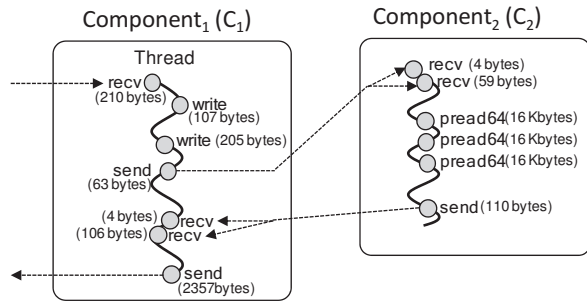 Component₁ (C₁)
Thread
recv
(210 bytes)
write
(107 bytes)
write (205 bytes)
send
(63 bytes)
(4 bytes) recv
(106 bytes) recv
send
(2357bytes)
Component₂ (C₂)
recv (4 bytes)
recv (59 bytes)
pread64(16 Kbytes)
pread64(16 Kbytes)
pread64(16 Kbytes)
send(110 bytes)